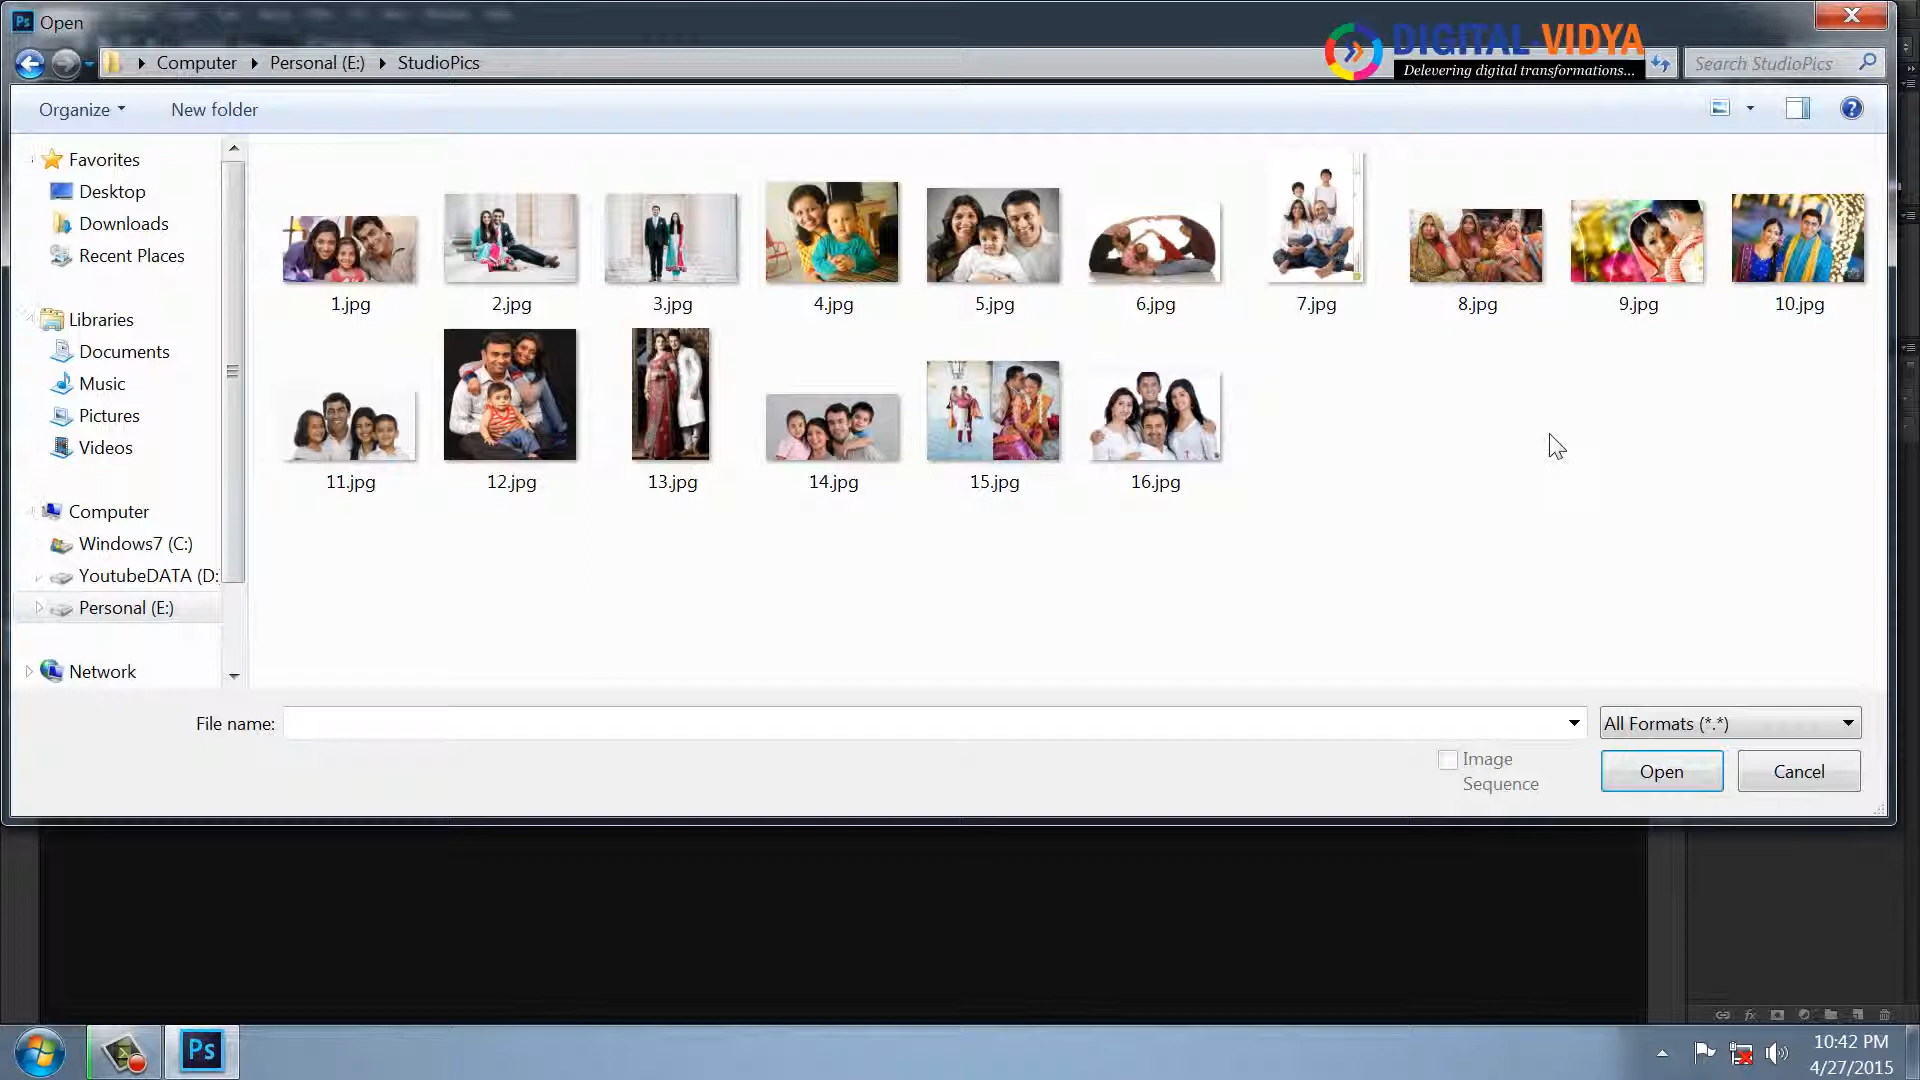 Ps Open
DIGITAL VIDYA
Delevering digital transformations...
Computer Personal (E:) StudioPics
Search StudioPics
Organize New folder
Favorites
Desktop
Downloads
Recent Places
Libraries
Documents
Music
Pictures
Videos
Computer
Windows7 (C:)
YoutubeDATA (D:
Personal (E:)
Network
1.jpg 2.jpg 3.jpg 4.jpg 5.jpg 6.jpg 7.jpg 8.jpg 9.jpg 10.jpg
11.jpg 12.jpg 13.jpg 14.jpg 15.jpg 16.jpg
File name:
All Formats (*.*)
Image
Sequence
Open Cancel
fx
Ps
10:42 PM
4/27/2015